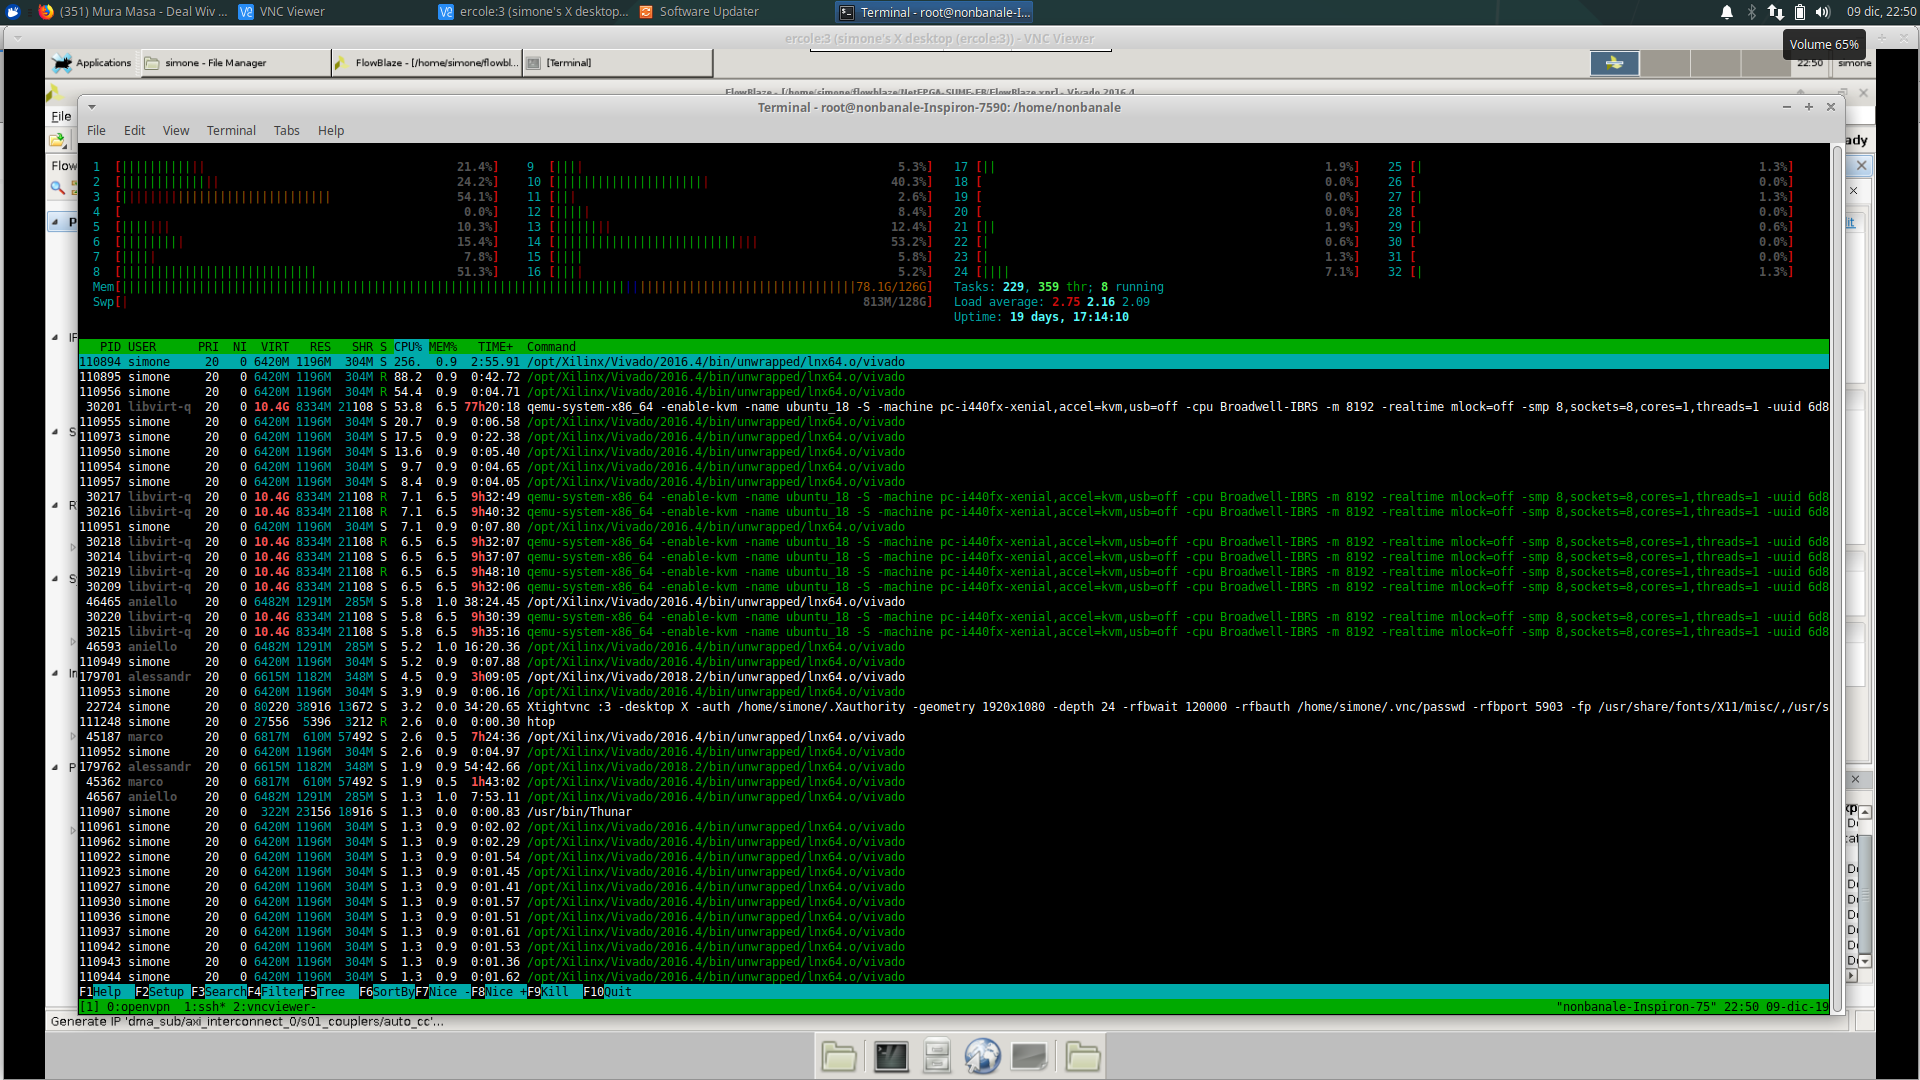 (351) Mura Masa - Deal Wiv ...
VNC Viewer
ercole:3 (simone's X desktop...
Software Updater
Terminal - root@nonbanale-I...
09 dic, 22:50
ercole:3 (simone's X desktop (ercole:3)) - VNC Viewer
Volume 65%
Applications
simone - File Manager
FlowBlaze - [/home/simone/flowbl...
[Terminal]
22:50
simone
FlowBlaze - [/home/simone/flowblaze/NetFPGA-SUME-FB/FlowBlaze.xpr] - Vivado 2016.4
Terminal - root@nonbanale-Inspiron-7590: /home/nonbanale
File
File Edit View Terminal Tabs Help
ady
Flow
1 [ 21.4%] 9 [ 5.3%] 17 [ 1.9%] 25 [ 1.3%]
2 [ 24.2%] 10 [ 40.3%] 18 [ 0.0%] 26 [ 0.0%]
3 [ 54.1%] 11 [ 2.6%] 19 [ 0.0%] 27 [ 1.3%]
4 [ 0.0%] 12 [ 8.4%] 20 [ 0.0%] 28 [ 0.0%]
5 [ 10.3%] 13 [ 12.4%] 21 [ 1.9%] 29 [ 0.6%]
6 [ 15.4%] 14 [ 53.2%] 22 [ 0.6%] 30 [ 0.0%]
7 [ 7.8%] 15 [ 5.8%] 23 [ 1.3%] 31 [ 0.0%]
8 [ 51.3%] 16 [ 5.2%] 24 [ 7.1%] 32 [ 1.3%]
Mem[ 78.1G/126G] Tasks: 229, 359 thr; 8 running
Swp[ 813M/128G] Load average: 2.75 2.16 2.09
Uptime: 19 days, 17:14:10
PID USER PRI NI VIRT RES SHR S CPU% MEM% TIME+ Command
110894 simone 20 0 6420M 1196M 304M S 256. 0.9 2:55.91 /opt/Xilinx/Vivado/2016.4/bin/unwrapped/lnx64.o/vivado
110895 simone 20 0 6420M 1196M 304M R 88.2 0.9 0:42.72 /opt/Xilinx/Vivado/2016.4/bin/unwrapped/lnx64.o/vivado
110956 simone 20 0 6420M 1196M 304M R 54.4 0.9 0:04.71 /opt/Xilinx/Vivado/2016.4/bin/unwrapped/lnx64.o/vivado
30201 libvirt-q 20 0 10.4G 8334M 21108 S 53.8 6.5 77h20:18 qemu-system-x86_64 -enable-kvm -name ubuntu_18 -S -machine pc-i440fx-xenial,accel=kvm,usb=off -cpu Broadwell-IBRS -m 8192 -realtime mlock=off -smp 8,sockets=8,cores=1,threads=1 -uuid 6d8
110955 simone 20 0 6420M 1196M 304M S 20.7 0.9 0:06.58 /opt/Xilinx/Vivado/2016.4/bin/unwrapped/lnx64.o/vivado
110973 simone 20 0 6420M 1196M 304M S 17.5 0.9 0:22.38 /opt/Xilinx/Vivado/2016.4/bin/unwrapped/lnx64.o/vivado
110950 simone 20 0 6420M 1196M 304M S 13.6 0.9 0:05.40 /opt/Xilinx/Vivado/2016.4/bin/unwrapped/lnx64.o/vivado
110954 simone 20 0 6420M 1196M 304M S 9.7 0.9 0:04.65 /opt/Xilinx/Vivado/2016.4/bin/unwrapped/lnx64.o/vivado
110957 simone 20 0 6420M 1196M 304M S 8.4 0.9 0:04.05 /opt/Xilinx/Vivado/2016.4/bin/unwrapped/lnx64.o/vivado
30217 libvirt-q 20 0 10.4G 8334M 21108 R 7.1 6.5 9h32:49 qemu-system-x86_64 -enable-kvm -name ubuntu_18 -S -machine pc-i440fx-xenial,accel=kvm,usb=off -cpu Broadwell-IBRS -m 8192 -realtime mlock=off -smp 8,sockets=8,cores=1,threads=1 -uuid 6d8
30216 libvirt-q 20 0 10.4G 8334M 21108 R 7.1 6.5 9h40:32 qemu-system-x86_64 -enable-kvm -name ubuntu_18 -S -machine pc-i440fx-xenial,accel=kvm,usb=off -cpu Broadwell-IBRS -m 8192 -realtime mlock=off -smp 8,sockets=8,cores=1,threads=1 -uuid 6d8
110951 simone 20 0 6420M 1196M 304M S 7.1 0.9 0:07.80 /opt/Xilinx/Vivado/2016.4/bin/unwrapped/lnx64.o/vivado
30218 libvirt-q 20 0 10.4G 8334M 21108 R 6.5 6.5 9h32:07 qemu-system-x86_64 -enable-kvm -name ubuntu_18 -S -machine pc-i440fx-xenial,accel=kvm,usb=off -cpu Broadwell-IBRS -m 8192 -realtime mlock=off -smp 8,sockets=8,cores=1,threads=1 -uuid 6d8
30214 libvirt-q 20 0 10.4G 8334M 21108 S 6.5 6.5 9h37:07 qemu-system-x86_64 -enable-kvm -name ubuntu_18 -S -machine pc-i440fx-xenial,accel=kvm,usb=off -cpu Broadwell-IBRS -m 8192 -realtime mlock=off -smp 8,sockets=8,cores=1,threads=1 -uuid 6d8
30219 libvirt-q 20 0 10.4G 8334M 21108 R 6.5 6.5 9h48:10 qemu-system-x86_64 -enable-kvm -name ubuntu_18 -S -machine pc-i440fx-xenial,accel=kvm,usb=off -cpu Broadwell-IBRS -m 8192 -realtime mlock=off -smp 8,sockets=8,cores=1,threads=1 -uuid 6d8
30209 libvirt-q 20 0 10.4G 8334M 21108 S 6.5 6.5 9h32:06 qemu-system-x86_64 -enable-kvm -name ubuntu_18 -S -machine pc-i440fx-xenial,accel=kvm,usb=off -cpu Broadwell-IBRS -m 8192 -realtime mlock=off -smp 8,sockets=8,cores=1,threads=1 -uuid 6d8
46465 aniello 20 0 6482M 1291M 285M S 5.8 1.0 38:24.45 /opt/Xilinx/Vivado/2016.4/bin/unwrapped/lnx64.o/vivado
30220 libvirt-q 20 0 10.4G 8334M 21108 S 5.8 6.5 9h30:39 qemu-system-x86_64 -enable-kvm -name ubuntu_18 -S -machine pc-i440fx-xenial,accel=kvm,usb=off -cpu Broadwell-IBRS -m 8192 -realtime mlock=off -smp 8,sockets=8,cores=1,threads=1 -uuid 6d8
30215 libvirt-q 20 0 10.4G 8334M 21108 S 5.8 6.5 9h35:16 qemu-system-x86_64 -enable-kvm -name ubuntu_18 -S -machine pc-i440fx-xenial,accel=kvm,usb=off -cpu Broadwell-IBRS -m 8192 -realtime mlock=off -smp 8,sockets=8,cores=1,threads=1 -uuid 6d8
46593 aniello 20 0 6482M 1291M 285M S 5.2 1.0 16:20.36 /opt/Xilinx/Vivado/2016.4/bin/unwrapped/lnx64.o/vivado
110949 simone 20 0 6420M 1196M 304M S 5.2 0.9 0:07.88 /opt/Xilinx/Vivado/2016.4/bin/unwrapped/lnx64.o/vivado
179701 alessandr 20 0 6615M 1182M 348M S 4.5 0.9 3h09:05 /opt/Xilinx/Vivado/2018.2/bin/unwrapped/lnx64.o/vivado
110953 simone 20 0 6420M 1196M 304M S 3.9 0.9 0:06.16 /opt/Xilinx/Vivado/2016.4/bin/unwrapped/lnx64.o/vivado
22724 simone 20 0 80220 38916 13672 S 3.2 0.0 34:20.65 Xtightvnc :3 -desktop X -auth /home/simone/.Xauthority -geometry 1920x1080 -depth 24 -rfbwait 120000 -rfbauth /home/simone/.vnc/passwd -rfbport 5903 -fp /usr/share/fonts/X11/misc/,/usr/s
111248 simone 20 0 27556 5396 3212 R 2.6 0.0 0:00.30 htop
45187 marco 20 0 6817M 610M 57492 S 2.6 0.5 7h24:36 /opt/Xilinx/Vivado/2016.4/bin/unwrapped/lnx64.o/vivado
110952 simone 20 0 6420M 1196M 304M S 2.6 0.9 0:04.97 /opt/Xilinx/Vivado/2016.4/bin/unwrapped/lnx64.o/vivado
179762 alessandr 20 0 6615M 1182M 348M S 1.9 0.9 54:42.66 /opt/Xilinx/Vivado/2018.2/bin/unwrapped/lnx64.o/vivado
45362 marco 20 0 6817M 610M 57492 S 1.9 0.5 1h43:02 /opt/Xilinx/Vivado/2016.4/bin/unwrapped/lnx64.o/vivado
46567 aniello 20 0 6482M 1291M 285M S 1.3 1.0 7:53.11 /opt/Xilinx/Vivado/2016.4/bin/unwrapped/lnx64.o/vivado
110907 simone 20 0 322M 23156 18916 S 1.3 0.0 0:00.83 /usr/bin/Thunar
110961 simone 20 0 6420M 1196M 304M S 1.3 0.9 0:02.02 /opt/Xilinx/Vivado/2016.4/bin/unwrapped/lnx64.o/vivado
110962 simone 20 0 6420M 1196M 304M S 1.3 0.9 0:02.29 /opt/Xilinx/Vivado/2016.4/bin/unwrapped/lnx64.o/vivado
110922 simone 20 0 6420M 1196M 304M S 1.3 0.9 0:01.54 /opt/Xilinx/Vivado/2016.4/bin/unwrapped/lnx64.o/vivado
110923 simone 20 0 6420M 1196M 304M S 1.3 0.9 0:01.45 /opt/Xilinx/Vivado/2016.4/bin/unwrapped/lnx64.o/vivado
110927 simone 20 0 6420M 1196M 304M S 1.3 0.9 0:01.41 /opt/Xilinx/Vivado/2016.4/bin/unwrapped/lnx64.o/vivado
110930 simone 20 0 6420M 1196M 304M S 1.3 0.9 0:01.57 /opt/Xilinx/Vivado/2016.4/bin/unwrapped/lnx64.o/vivado
110936 simone 20 0 6420M 1196M 304M S 1.3 0.9 0:01.51 /opt/Xilinx/Vivado/2016.4/bin/unwrapped/lnx64.o/vivado
110937 simone 20 0 6420M 1196M 304M S 1.3 0.9 0:01.61 /opt/Xilinx/Vivado/2016.4/bin/unwrapped/lnx64.o/vivado
110942 simone 20 0 6420M 1196M 304M S 1.3 0.9 0:01.53 /opt/Xilinx/Vivado/2016.4/bin/unwrapped/lnx64.o/vivado
110943 simone 20 0 6420M 1196M 304M S 1.3 0.9 0:01.36 /opt/Xilinx/Vivado/2016.4/bin/unwrapped/lnx64.o/vivado
110944 simone 20 0 6420M 1196M 304M S 1.3 0.9 0:01.62 /opt/Xilinx/Vivado/2016.4/bin/unwrapped/lnx64.o/vivado
F1Help F2Setup F3SearchF4FilterF5Tree F6SortByF7Nice -F8Nice +F9Kill F10Quit
[1] 0:openvpn 1:ssh* 2:vncviewer- "nonbanale-Inspiron-75" 22:50 09-dic-19
Generate IP 'dma_sub/axi_interconnect_0/s01_couplers/auto_cc'...